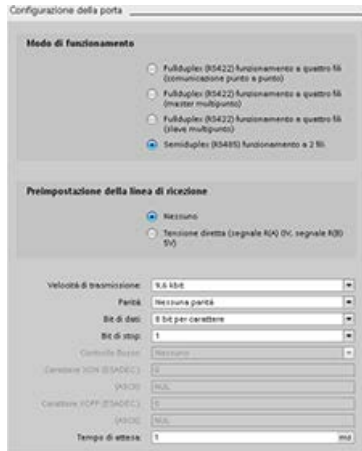 Configurazione della porta
Modo di funzionamento
Fullduplex (RS422) funzionamento a quattro fili
(comunicazione punto a punto)
Fullduplex (RS422) funzionamento a quattro fili
(master multipunto)
Fullduplex (RS422) funzionamento a quattro fili
(slave multipunto)
Semiduplex (RS485) funzionamento a 2 fili
Preimpostazione della linea di ricezione
Nessuno
Tensione diretta (segnale R(A) 0V, segnale R(B)
5V)
Velocità di trasmissione: 9,6 kbit
Parità: Nessuna parità
Bit di dati: 8 bit per carattere
Bit di stop: 1
Controllo flusso: Nessuno
Carattere XON (ESADEC.): 0
(ASCII): NUL
Carattere XOFF (ESADEC.): 0
(ASCII): NUL
Tempo di attesa: 1 ms